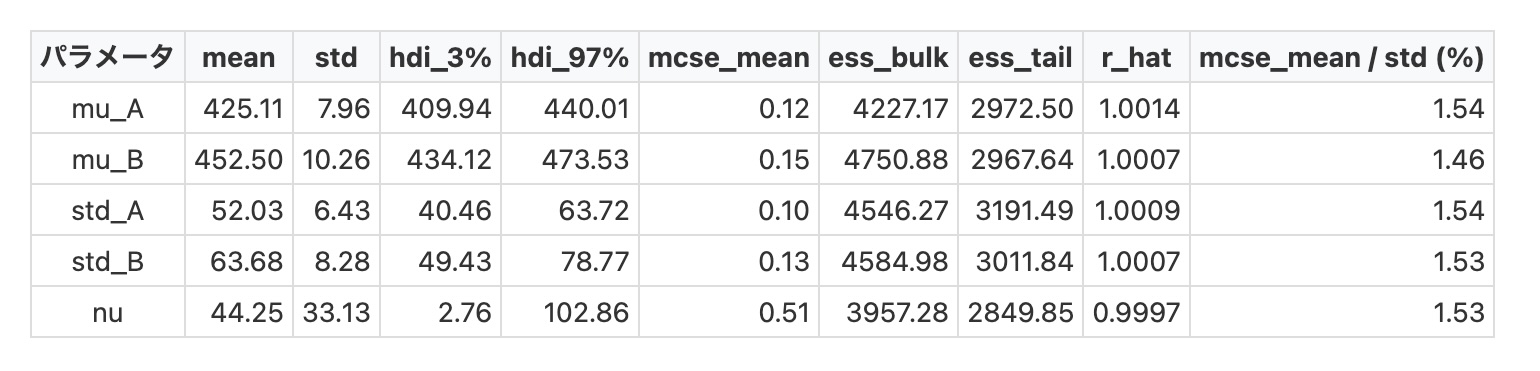 パラメータ mean std hdi_3% hdi_97% mcse_mean ess_bulk ess_tail r_hat mcse_mean / std (%)
mu_A 425.11 7.96 409.94 440.01 0.12 4227.17 2972.50 1.0014 1.54
mu_B 452.50 10.26 434.12 473.53 0.15 4750.88 2967.64 1.0007 1.46
std_A 52.03 6.43 40.46 63.72 0.10 4546.27 3191.49 1.0009 1.54
std_B 63.68 8.28 49.43 78.77 0.13 4584.98 3011.84 1.0007 1.53
nu 44.25 33.13 2.76 102.86 0.51 3957.28 2849.85 0.9997 1.53